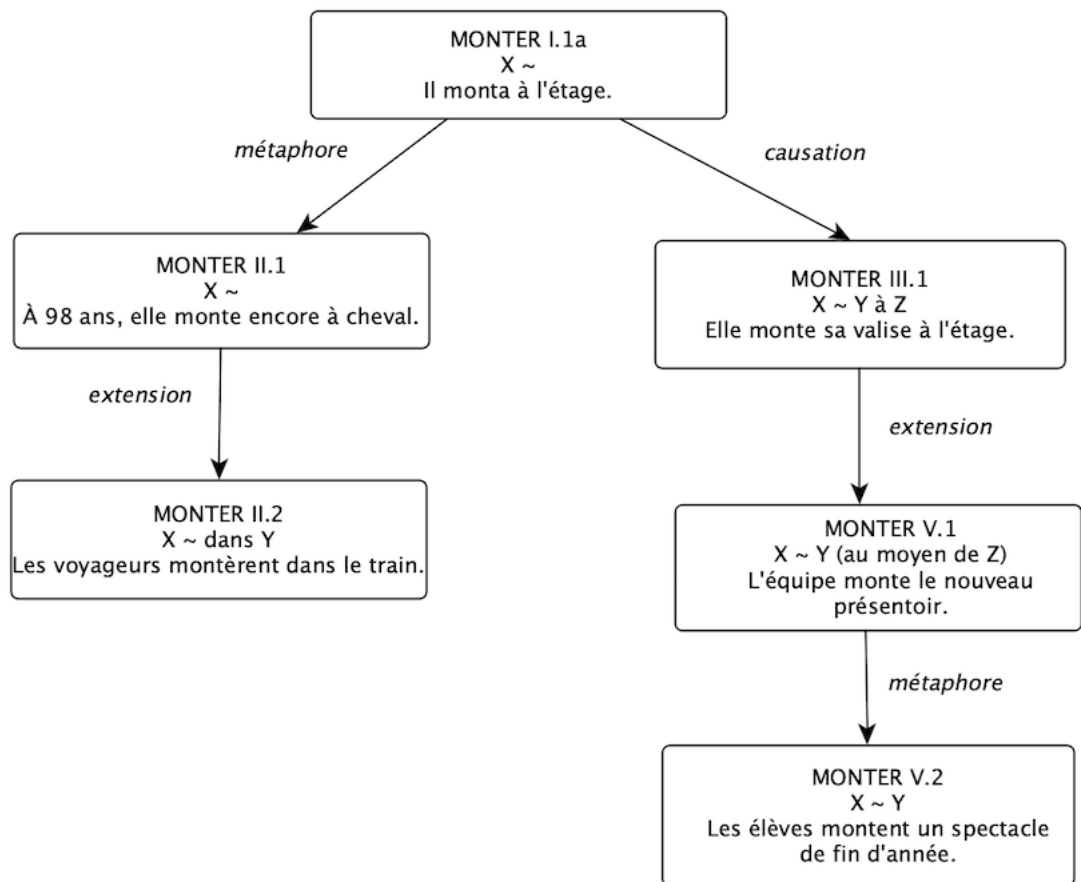 MONTER I.1a
X ~
Il monta à l'étage.
métaphore
causation
MONTER II.1
X ~
À 98 ans, elle monte encore à cheval.
MONTER III.1
X ~ Y à Z
Elle monte sa valise à l'étage.
extension
extension
MONTER II.2
X ~ dans Y
Les voyageurs montèrent dans le train.
MONTER V.1
X ~ Y (au moyen de Z)
L'équipe monte le nouveau
présentoir.
métaphore
MONTER V.2
X ~ Y
Les élèves montent un spectacle
de fin d'année.